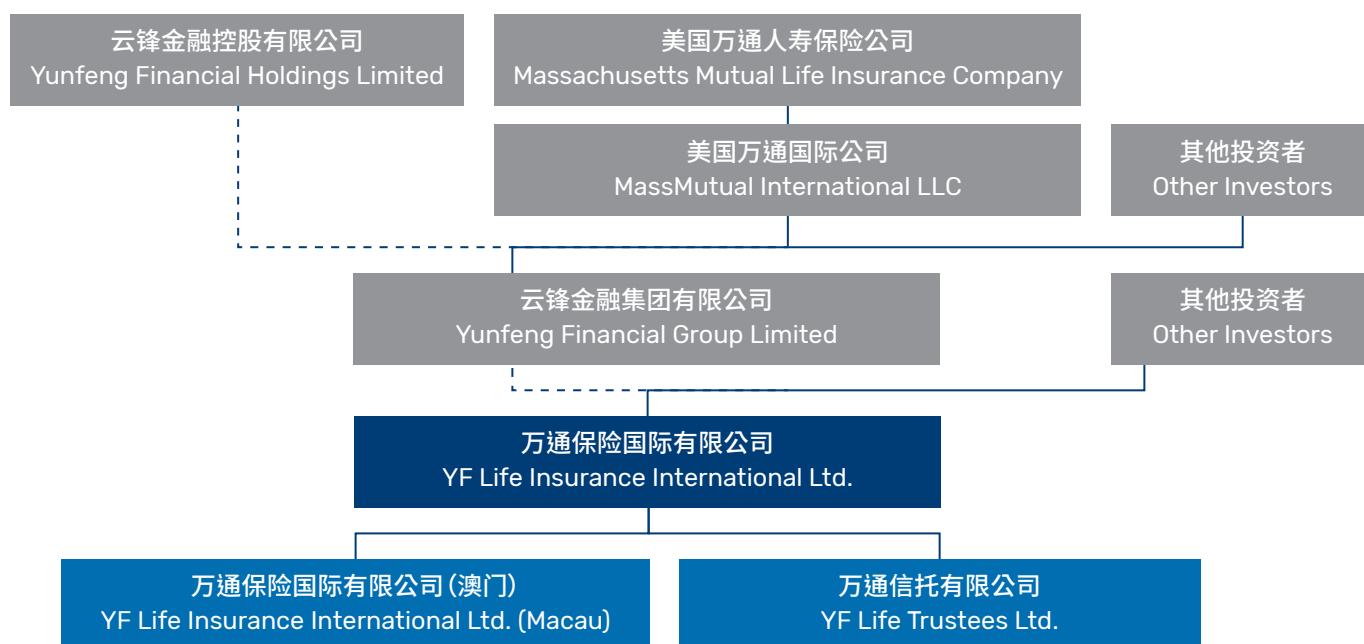 云锋金融控股有限公司
Yunfeng Financial Holdings Limited
美国万通人寿保险公司
Massachusetts Mutual Life Insurance Company
美国万通国际公司
MassMutual International LLC
其他投资者
Other Investors
云锋金融集团有限公司
Yunfeng Financial Group Limited
其他投资者
Other Investors
万通保险国际有限公司
YF Life Insurance International Ltd.
万通保险国际有限公司(澳门)
YF Life Insurance International Ltd. (Macau)
万通信托有限公司
YF Life Trustees Ltd.